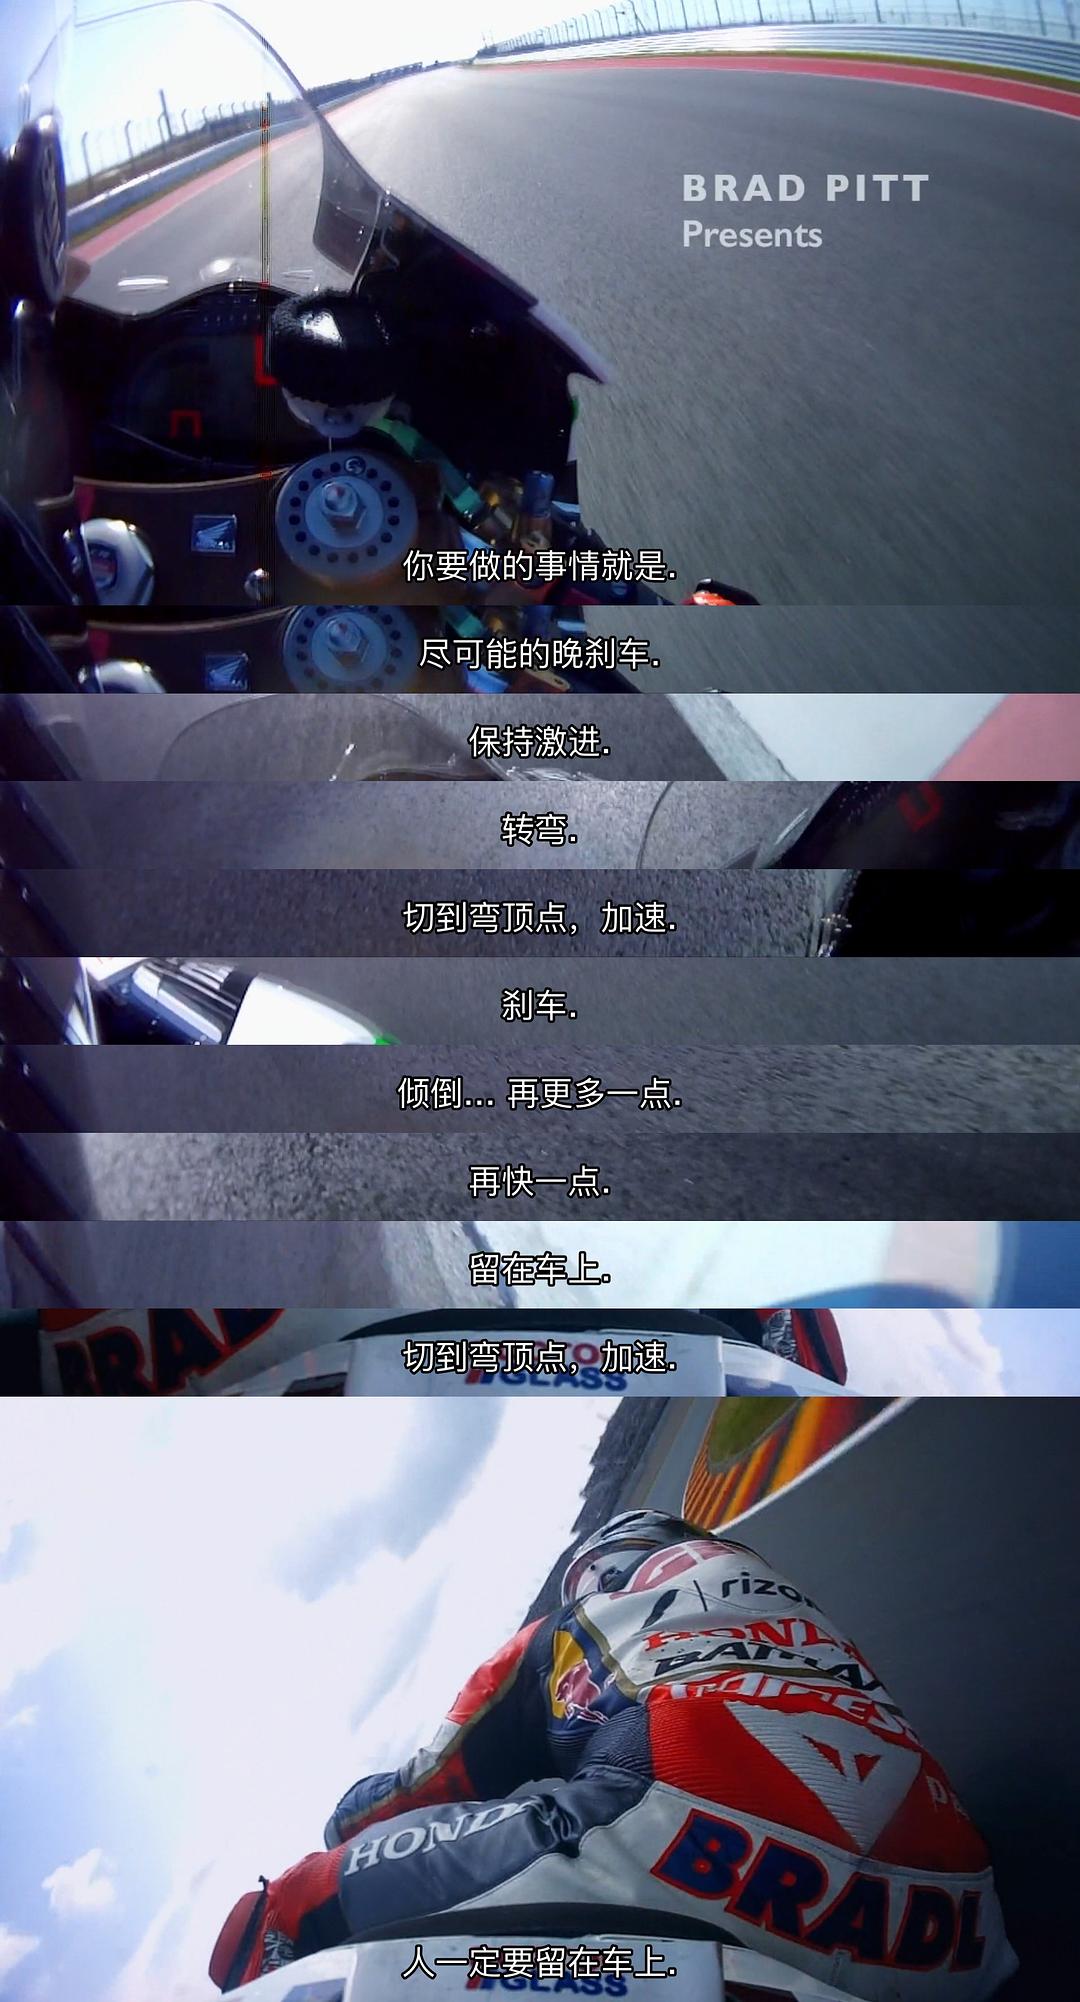 BRAD PITT
Presents
你要做的事情就是.
尽可能的晚刹车.
保持激进.
转弯.
切到弯顶点，加速.
刹车.
倾倒... 再更多一点.
再快一点.
留在车上.
切到弯顶点，加速.
rizo
HONDA
HOND
BRADL
人一定要留在车上.
GLASS